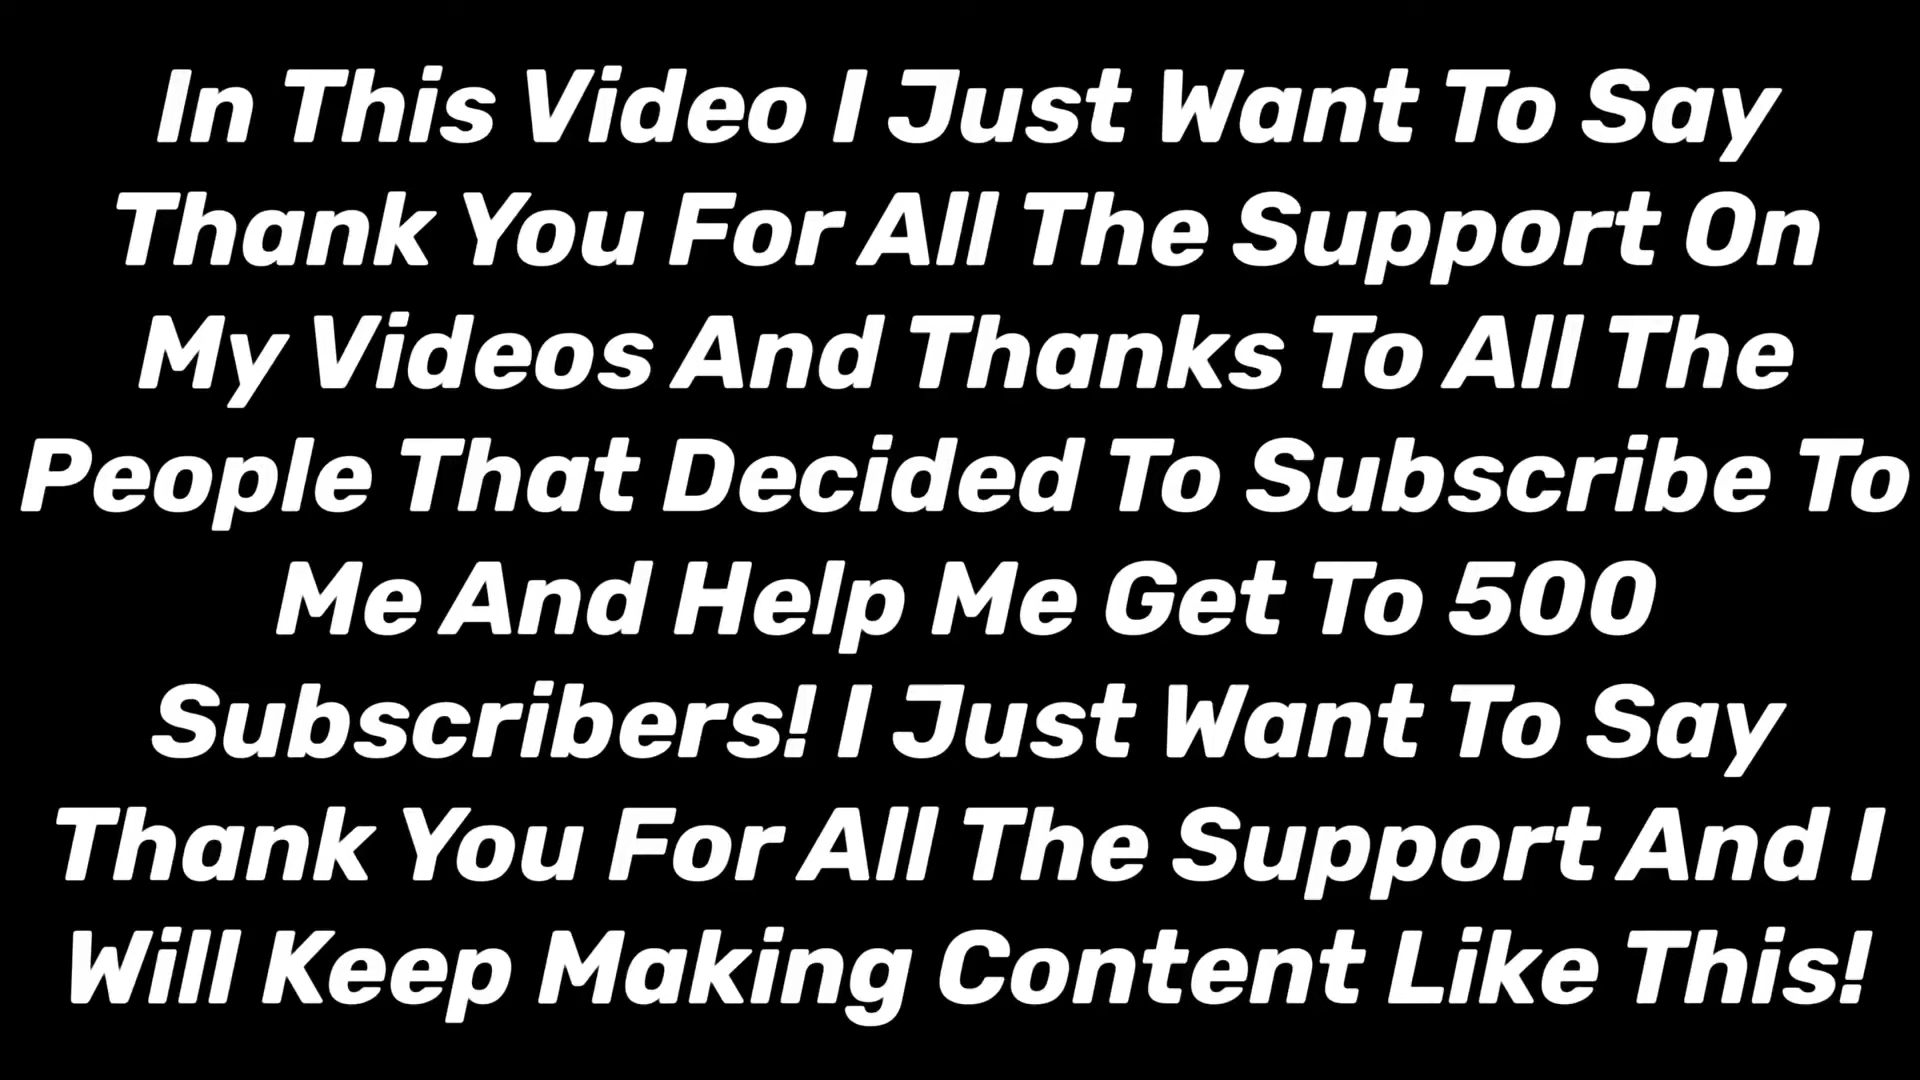 In This Video I Just Want To Say
Thank You For All The Support On
My Videos And Thanks To All The
People That Decided To Subscribe To
Me And Help Me Get To 500
Subscribers! I Just Want To Say
Thank You For All The Support And I
Will Keep Making Content Like This!